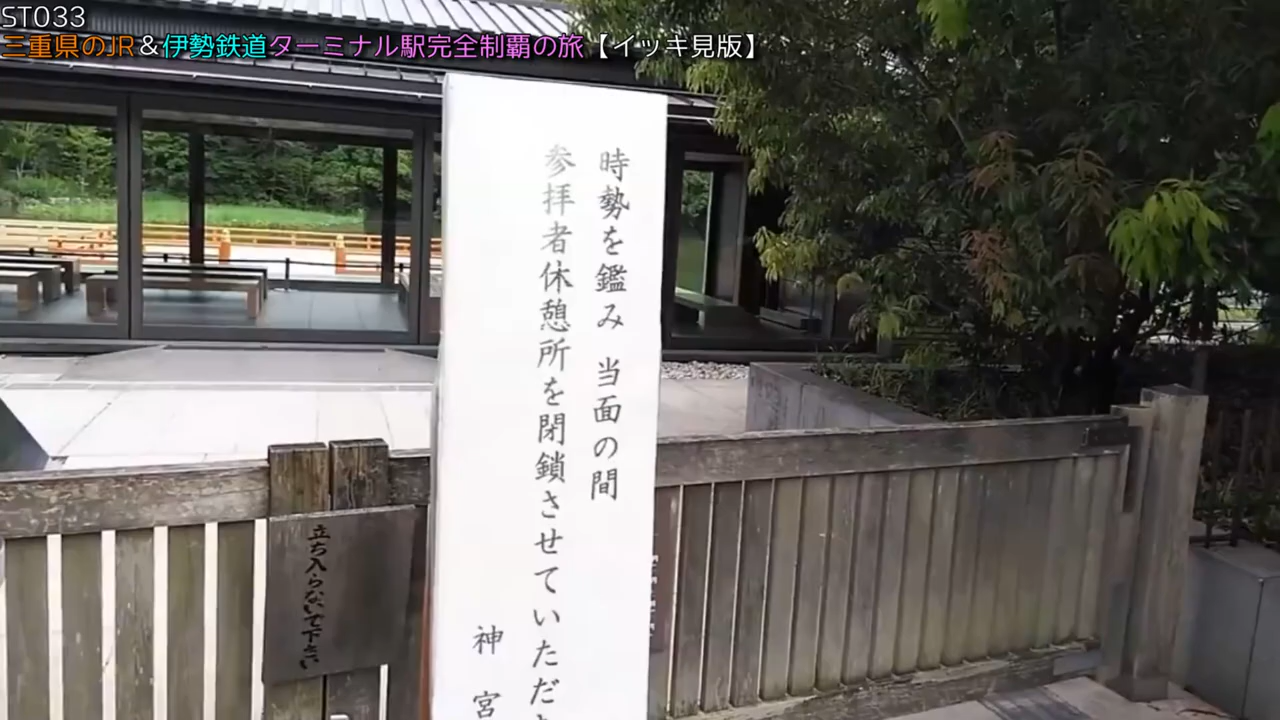 ST033
三重県のJR＆伊勢鉄道ターミナル駅完全制覇の旅【イッキ見版】
時勢を鑑み 当面の間
参拝者休憩所を閉鎖させていただ
神宮
立ち入らないで下さい